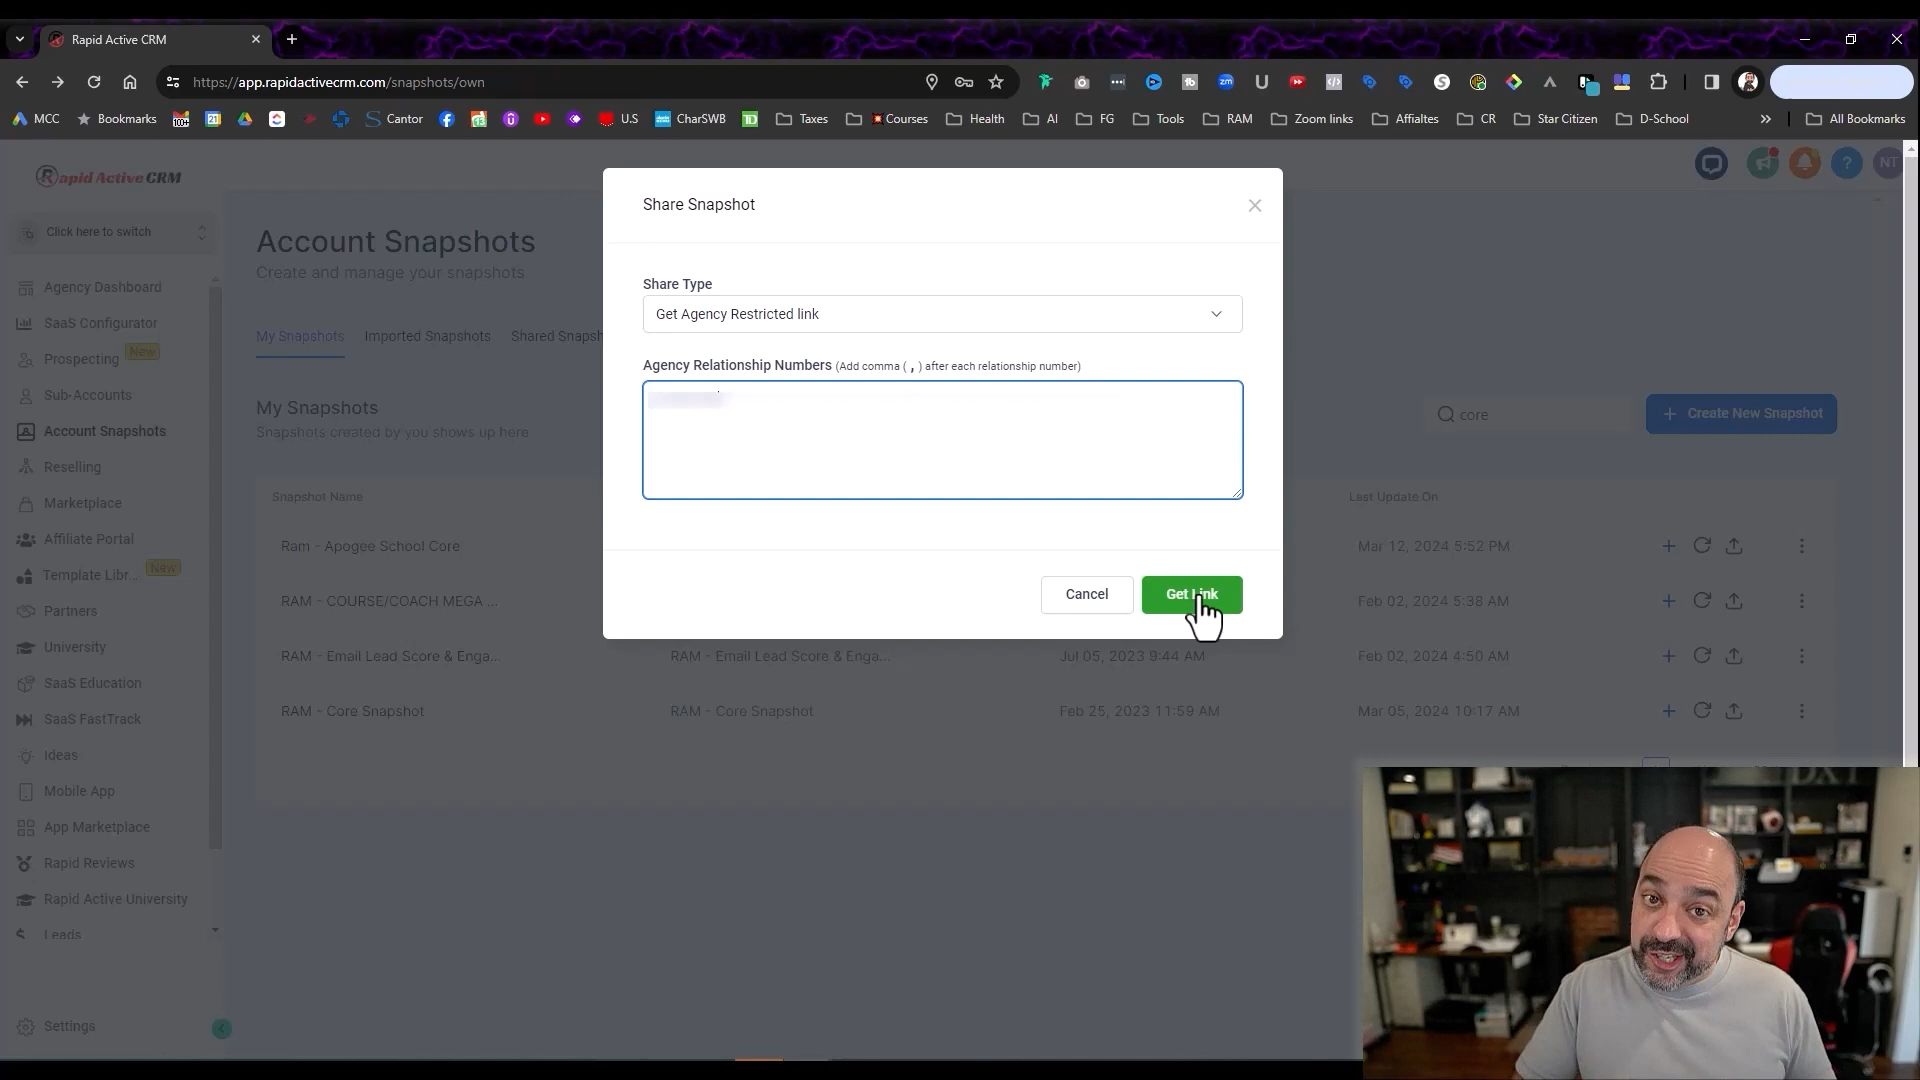 Rapid Active CRM
https://app.rapidactivecrm.com/snapshots/own
MCC
Bookmarks
Cantor
U.S
CharSWB
Taxes
Courses
Health
AI
FG
Tools
RAM
Zoom links
Affialtes
CR
Star Citizen
D-School
All Bookmarks
Rapid Active CRM
NT
Click here to switch
Agency Dashboard
SaaS Configurator
Prospecting New
Sub-Accounts
Account Snapshots
Reselling
Marketplace
Affiliate Portal
Template Libr... New
Partners
University
SaaS Education
SaaS FastTrack
Ideas
Mobile App
App Marketplace
Rapid Reviews
Rapid Active University
Leads
Settings
Account Snapshots
Create and manage your snapshots
My Snapshots Imported Snapshots Shared Snapsh
My Snapshots
Snapshots created by you shows up here
core
+ Create New Snapshot
Snapshot Name Last Update On
Ram - Apogee School Core Mar 12, 2024 5:52 PM
RAM - COURSE/COACH MEGA ... Feb 02, 2024 5:38 AM
RAM - Email Lead Score & Enga... RAM - Email Lead Score & Enga... Jul 05, 2023 9:44 AM Feb 02, 2024 4:50 AM
RAM - Core Snapshot RAM - Core Snapshot Feb 25, 2023 11:59 AM Mar 05, 2024 10:17 AM
Share Snapshot
Share Type
Get Agency Restricted link
Agency Relationship Numbers (Add comma ( , ) after each relationship number)
Cancel
Get Link